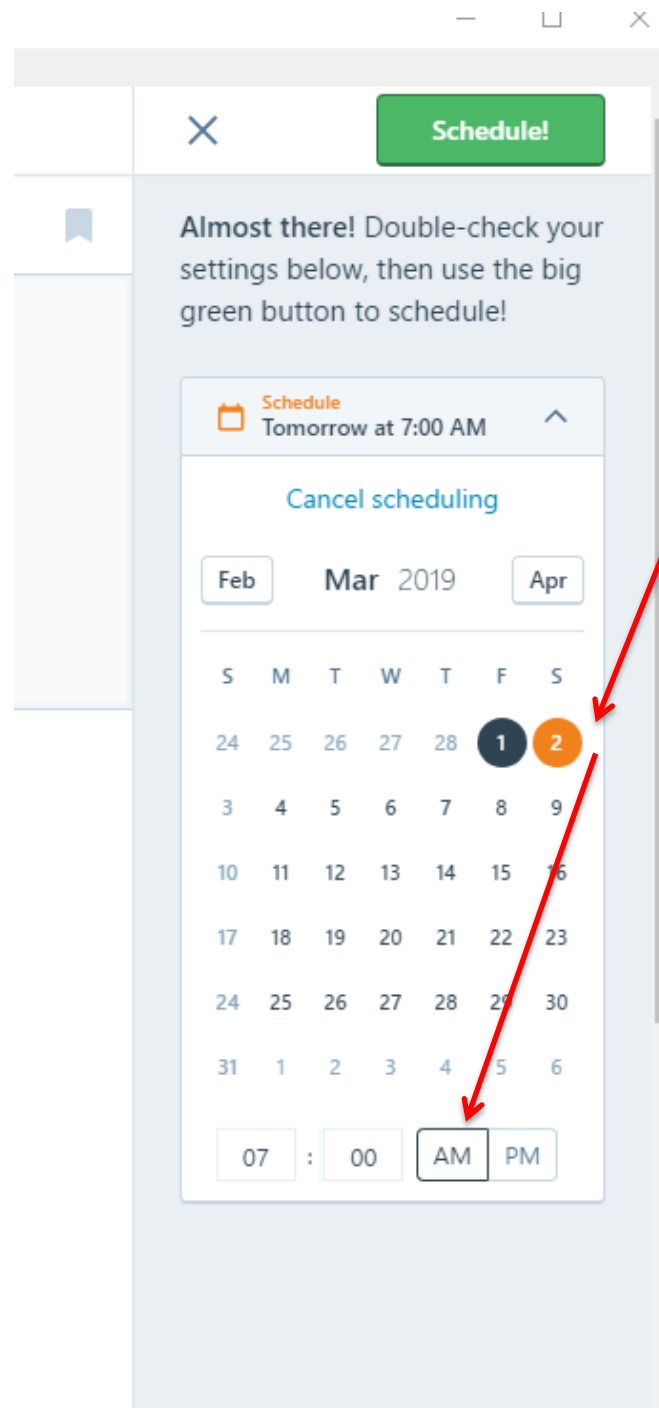 Schedule!
Almost there! Double-check your
settings below, then use the big
green button to schedule!
Schedule
Tomorrow at 7:00 AM
Cancel scheduling
Feb Mar 2019 Apr
S M T W T F S
24 25 26 27 28 1 2
3 4 5 6 7 8 9
10 11 12 13 14 15 16
17 18 19 20 21 22 23
24 25 26 27 28 29 30
31 1 2 3 4 5 6
07 : 00 AM PM